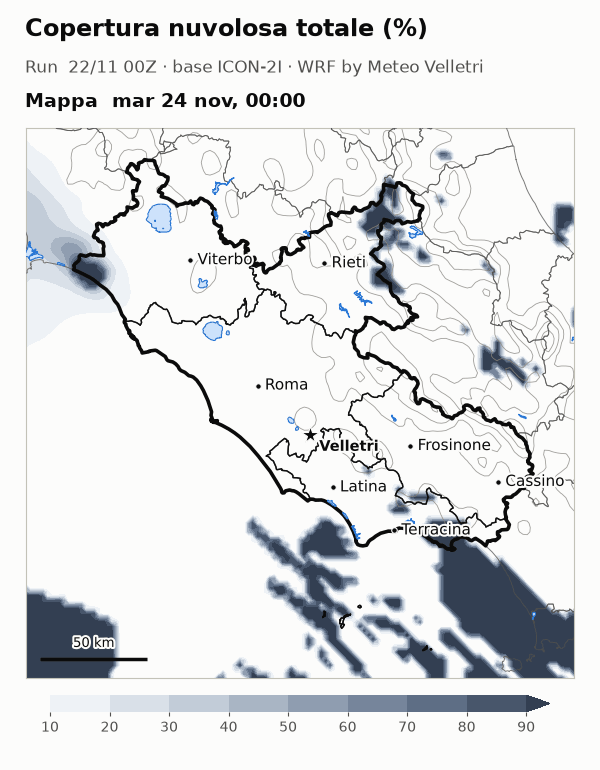 Copertura nuvolosa totale (%)
Run  22/11 00Z · base ICON-2I · WRF by Meteo Velletri
Mappa  mar 24 nov, 00:00
Viterbo
Rieti
Roma
Velletri
Frosinone
Latina
Cassino
Terracina
50 km
10 20 30 40 50 60 70 80 90